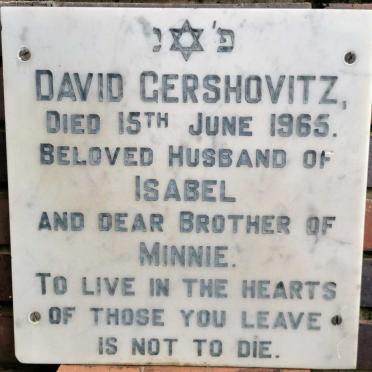 פ' נ
DAVID GERSHOVITZ,
DIED 15TH JUNE 1965.
BELOVED HUSBAND OF
ISABEL
AND DEAR BROTHER OF
MINNIE.
TO LIVE IN THE HEARTS
OF THOSE YOU LEAVE
IS NOT TO DIE.